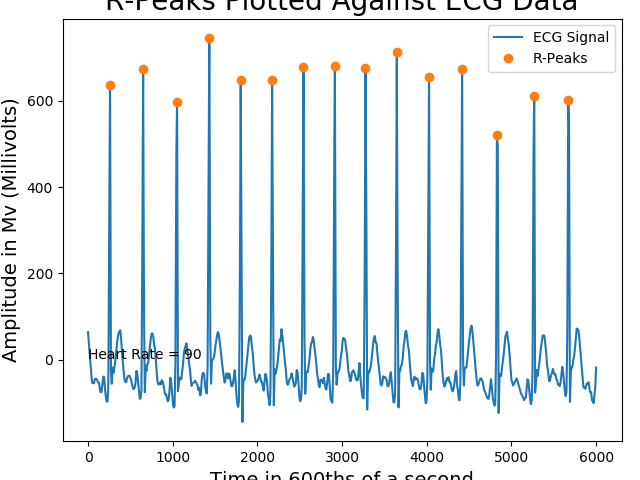 R-Peaks Plotted Against ECG Data
ECG Signal
R-Peaks
Amplitude in Mv (Millivolts)
600
400
200
0
Heart Rate = 90
0 1000 2000 3000 4000 5000 6000
Time in 600ths of a second